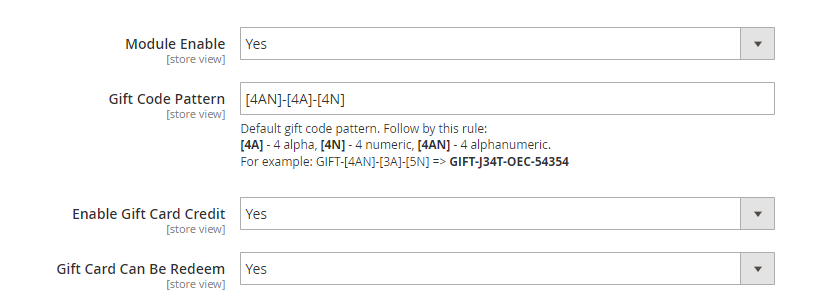 Module Enable Yes
[store view]
Gift Code Pattern [4AN]-[4A]-[4N]
[store view]
Default gift code pattern. Follow by this rule:
[4A] - 4 alpha, [4N] - 4 numeric, [4AN] - 4 alphanumeric.
For example: GIFT-[4AN]-[3A]-[5N] => GIFT-J34T-OEC-54354
Enable Gift Card Credit Yes
[store view]
Gift Card Can Be Redeem Yes
[store view]